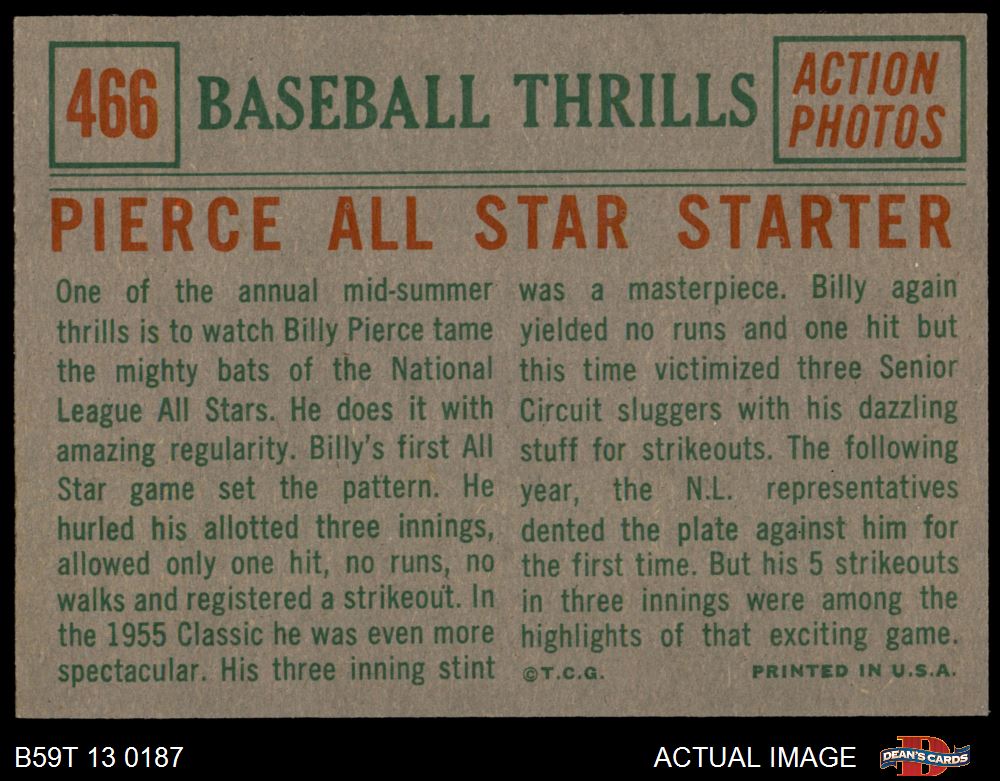 466
BASEBALL THRILLS
ACTION
PHOTOS
PIERCE ALL STAR STARTER
One of the annual mid-summer
thrills is to watch Billy Pierce tame
the mighty bats of the National
League All Stars. He does it with
amazing regularity. Billy's first All
Star game set the pattern. He
hurled his allotted three innings,
allowed only one hit, no runs, no
walks and registered a strikeout. In
the 1955 Classic he was even more
spectacular. His three inning stint
was a masterpiece. Billy again
yielded no runs and one hit but
this time victimized three Senior
Circuit sluggers with his dazzling
stuff for strikeouts. The following
year, the N.L. representatives
dented the plate against him for
the first time. But his 5 strikeouts
in three innings were among the
highlights of that exciting game.
©T.C.G. PRINTED IN U.S.A.
B59T 13 0187
ACTUAL IMAGE
DEAN'S CARDS